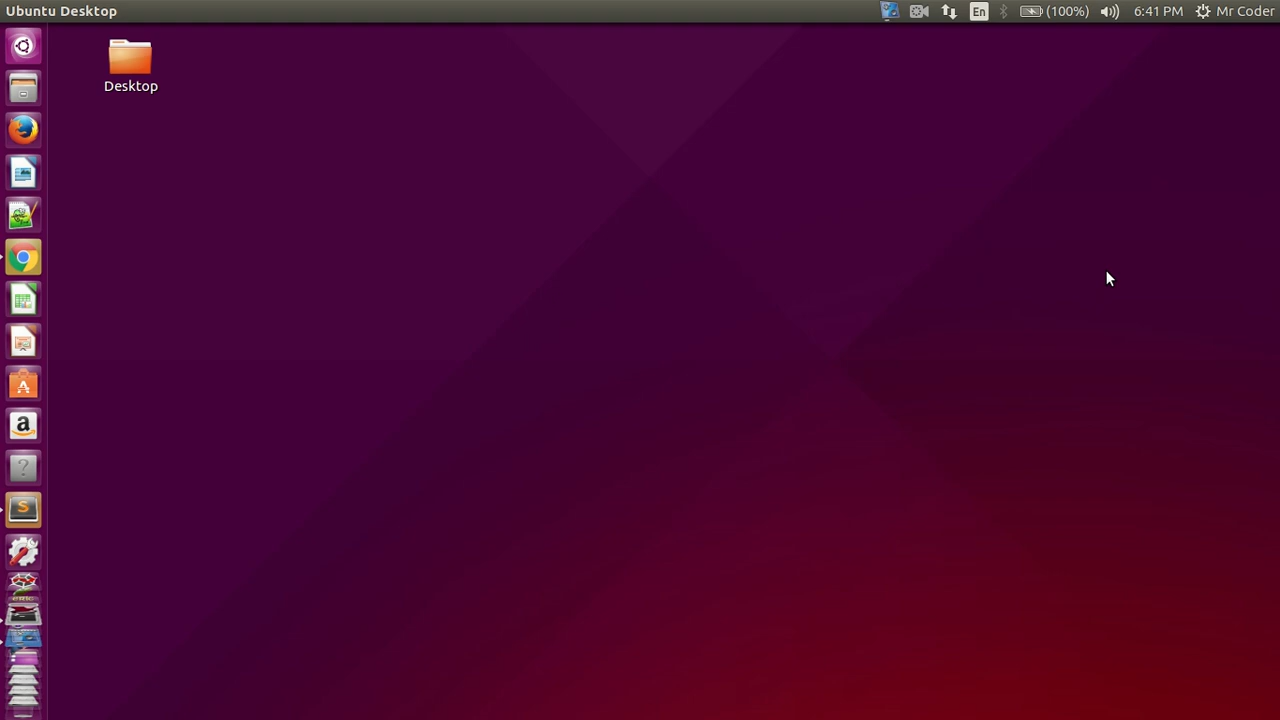 Ubuntu Desktop
En
(100%)
6:41 PM
Mr Coder
Desktop
a
?
S